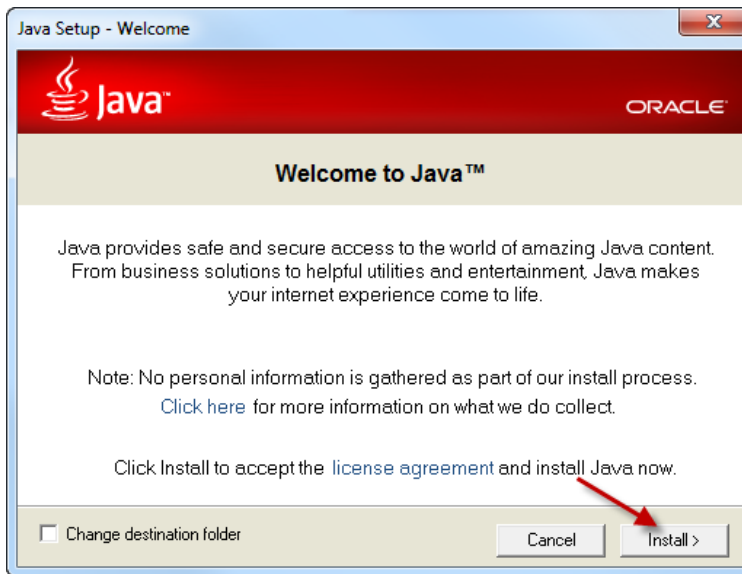 Java Setup - Welcome
Java™
ORACLE
Welcome to Java™
Java provides safe and secure access to the world of amazing Java content.
From business solutions to helpful utilities and entertainment, Java makes
your internet experience come to life.
Note: No personal information is gathered as part of our install process.
Click here for more information on what we do collect.
Click Install to accept the license agreement and install Java now.
Change destination folder
Cancel
Install >